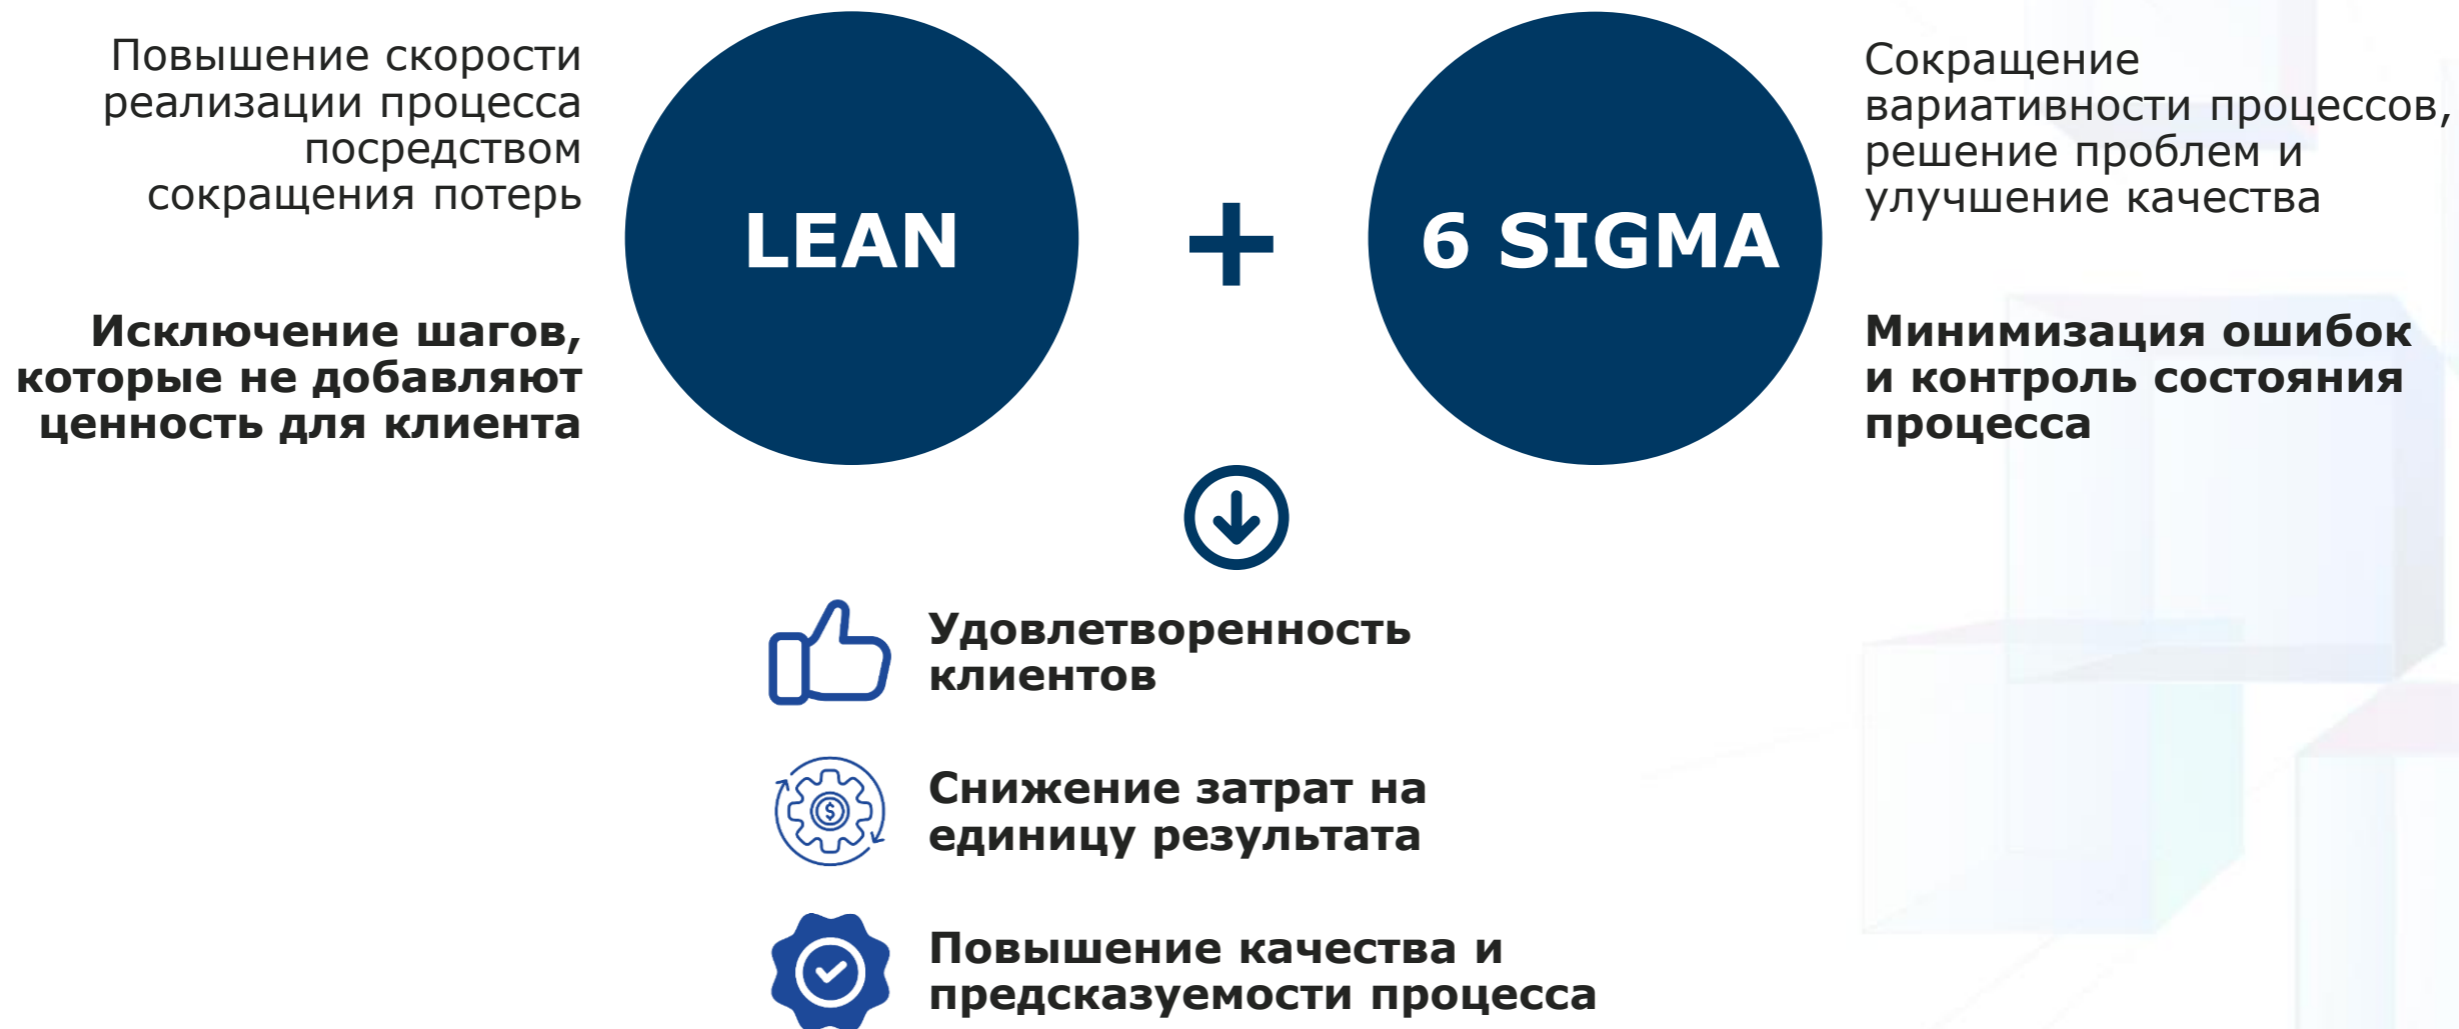 Повышение скорости
реализации процесса
посредством
сокращения потерь
Исключение шагов,
которые не добавляют
ценность для клиента
LEAN
+
6 SIGMA
Сокращение
вариативности процессов,
решение проблем и
улучшение качества
Минимизация ошибок
и контроль состояния
процесса
Удовлетворенность
клиентов
$
Снижение затрат на
единицу результата
Повышение качества и
предсказуемости процесса